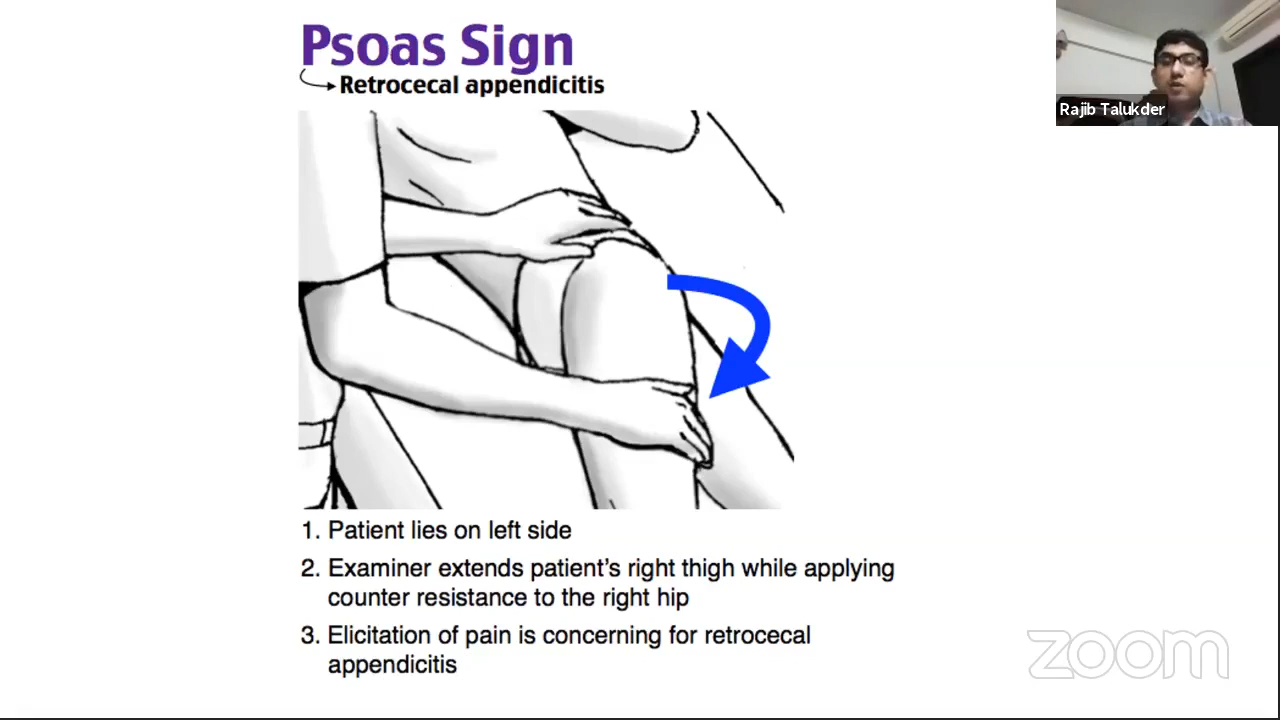 Psoas Sign
Retrocecal appendicitis
Rajib Talukder
1. Patient lies on left side
2. Examiner extends patient’s right thigh while applying
counter resistance to the right hip
3. Elicitation of pain is concerning for retrocecal
appendicitis
zoom